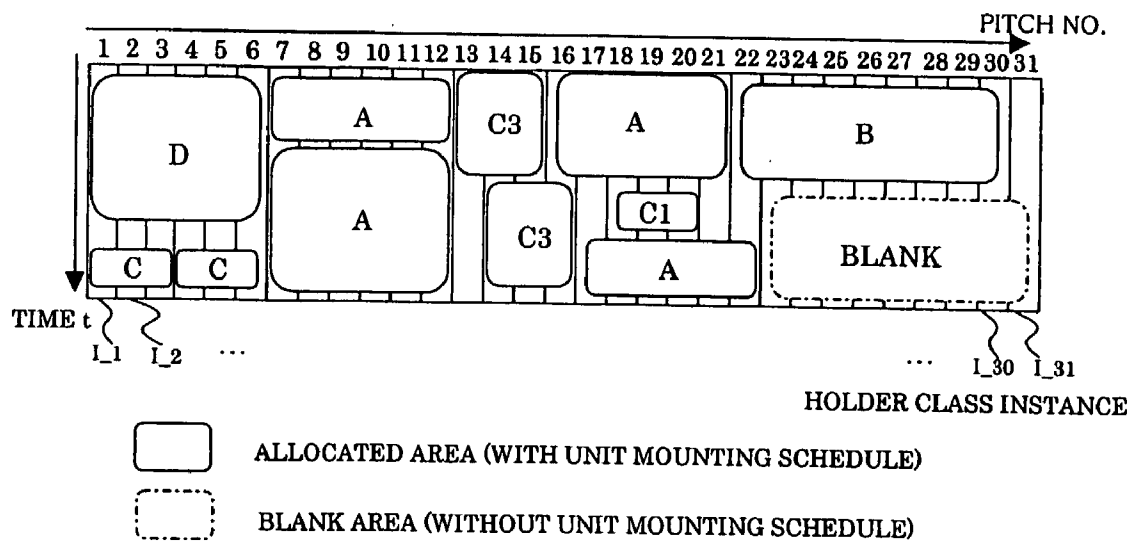 PITCH NO.
1 2 3 4 5 6 7 8 9 10 11 12 13 14 15 16 17 18 19 20 21 22 23 24 25 26 27 28 29 30 31
D A C3 A B
A C3 C1 BLANK
C C A
TIME t
I_1 I_2 ... ... I_30 I_31
HOLDER CLASS INSTANCE
ALLOCATED AREA (WITH UNIT MOUNTING SCHEDULE)
BLANK AREA (WITHOUT UNIT MOUNTING SCHEDULE)